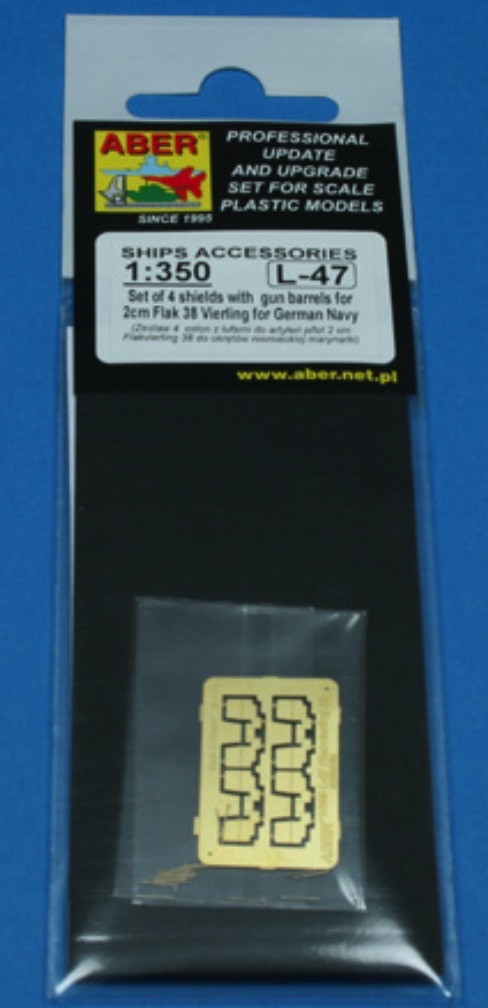 ABER
PROFESSIONAL
UPDATE
AND UPGRADE
SET FOR SCALE
PLASTIC MODELS
SINCE 1995
SHIPS ACCESSORIES
1:350 L-47
Set of 4 shields with gun barrels for
2cm Flak 38 Vierling for German Navy
(Zestaw 4 osłon z lufami do artylerii plot 2 cm
Flakvierling 38 do okrętów niemieckiej marynarki)
www.aber.net.pl